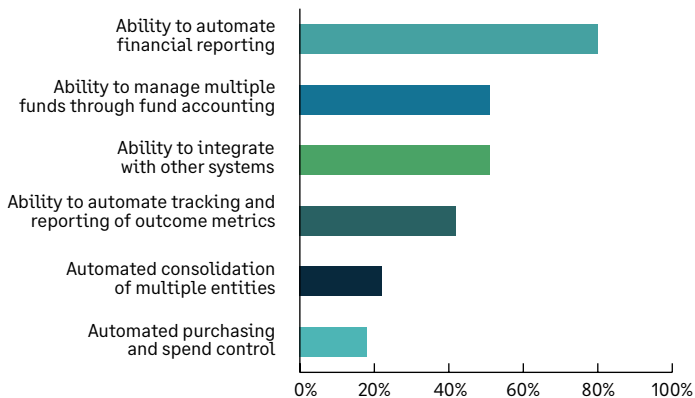 Ability to automate
financial reporting
Ability to manage multiple
funds through fund accounting
Ability to integrate
with other systems
Ability to automate tracking and
reporting of outcome metrics
Automated consolidation
of multiple entities
Automated purchasing
and spend control
0% 20% 40% 60% 80% 100%